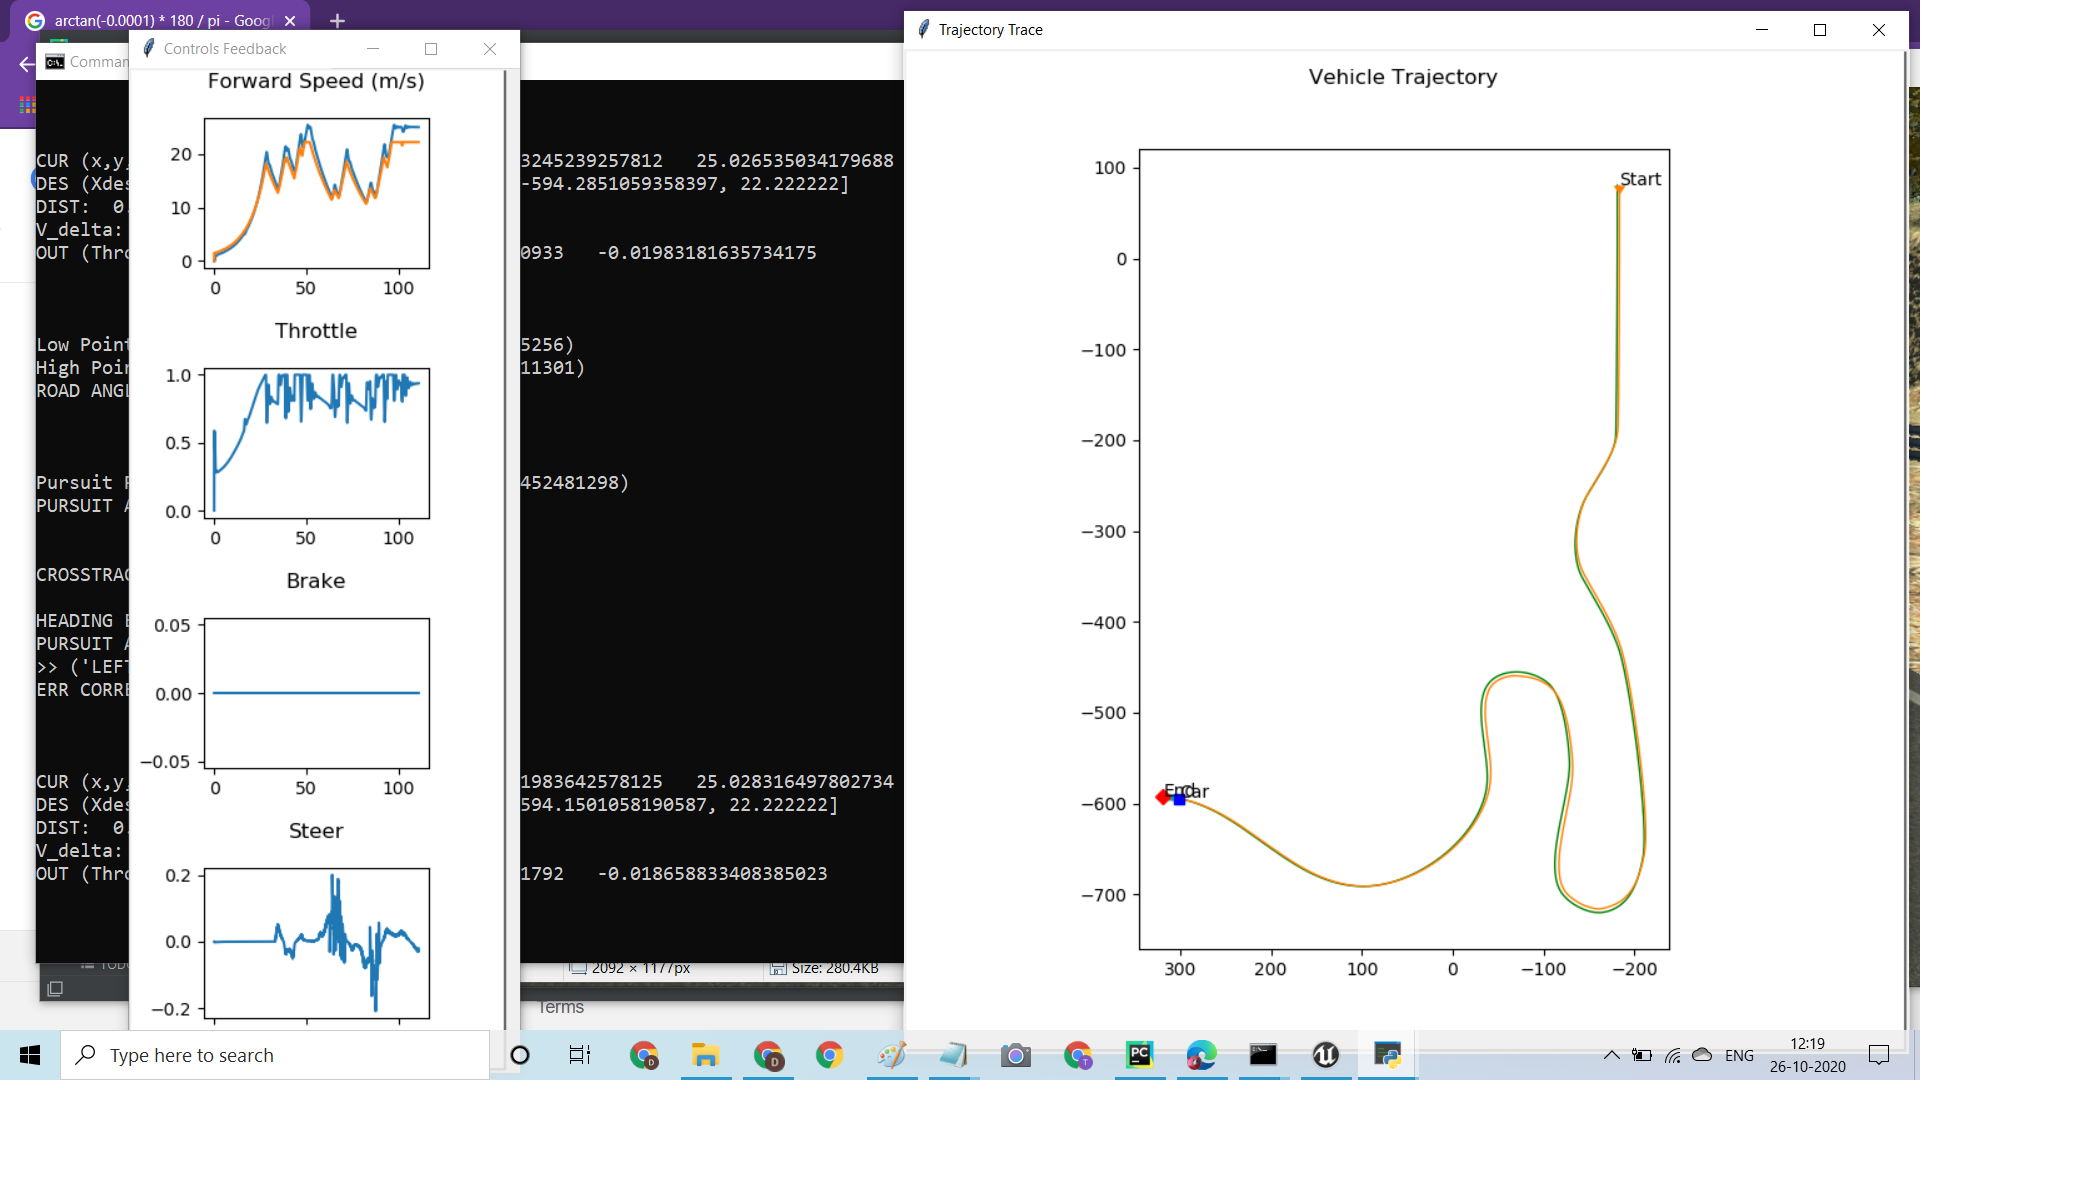 arctan(-0.0001) * 180 / pi - Goog
Controls Feedback
Comman
Trajectory Trace
Forward Speed (m/s)
20
10
0
0 50 100
Throttle
1.0
0.5
0.0
0 50 100
Brake
0.05
0.00
−0.05
0 50 100
Steer
0.2
0.0
−0.2
CUR (x,y, 3245239257812 25.026535034179688
DES (Xdes -594.2851059358397, 22.222222]
DIST: 0.
V_delta:
OUT (Thro 0933 -0.01983181635734175
Low Point 5256)
High Poin 11301)
ROAD ANGL
Pursuit P 452481298)
PURSUIT A
CROSSTRAC
HEADING E
PURSUIT A
>> ('LEFT
ERR CORRE
CUR (x,y, 1983642578125 25.028316497802734
DES (Xdes 594.1501058190587, 22.222222]
DIST: 0.
V_delta:
OUT (Thro 1792 -0.018658833408385023
TODO
2092 × 1177px Size: 280.4KB
Terms
Vehicle Trajectory
100
0
−100
−200
−300
−400
−500
−600
−700
300 200 100 0 −100 −200
Start
End
Car
Type here to search
ENG
12:19
26-10-2020